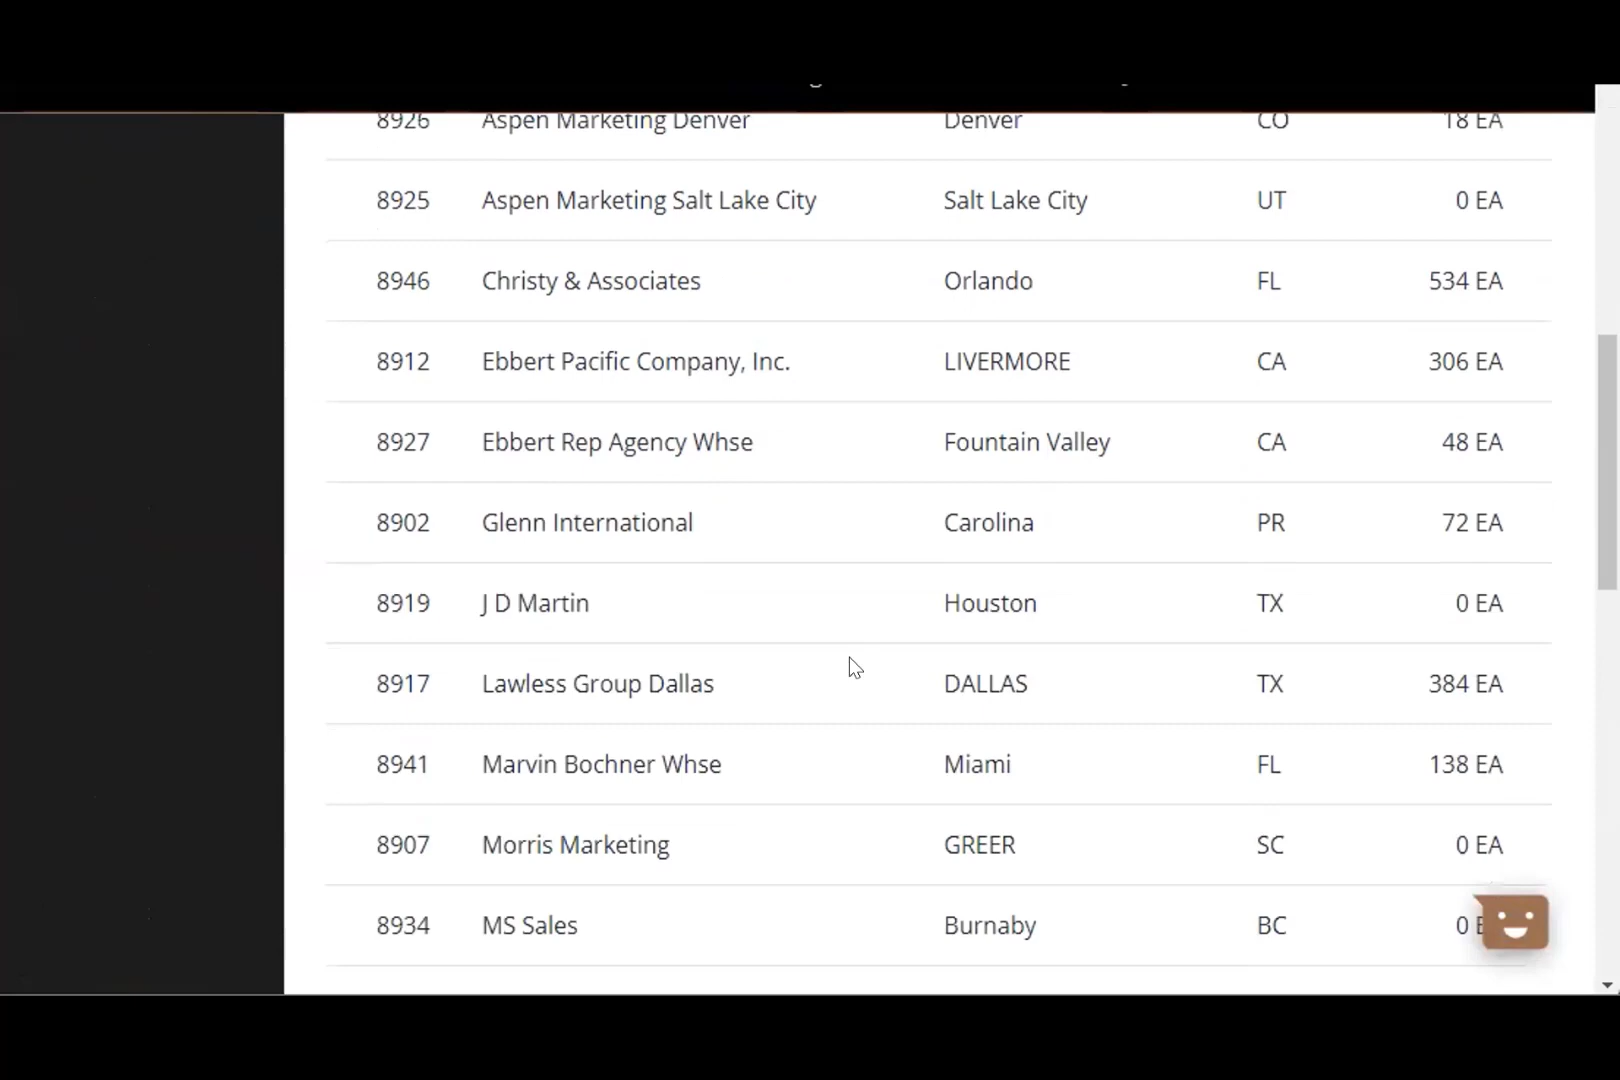 8926 Aspen Marketing Denver Denver CO 18 EA
8925 Aspen Marketing Salt Lake City Salt Lake City UT 0 EA
8946 Christy & Associates Orlando FL 534 EA
8912 Ebbert Pacific Company, Inc. LIVERMORE CA 306 EA
8927 Ebbert Rep Agency Whse Fountain Valley CA 48 EA
8902 Glenn International Carolina PR 72 EA
8919 J D Martin Houston TX 0 EA
8917 Lawless Group Dallas DALLAS TX 384 EA
8941 Marvin Bochner Whse Miami FL 138 EA
8907 Morris Marketing GREER SC 0 EA
8934 MS Sales Burnaby BC 0